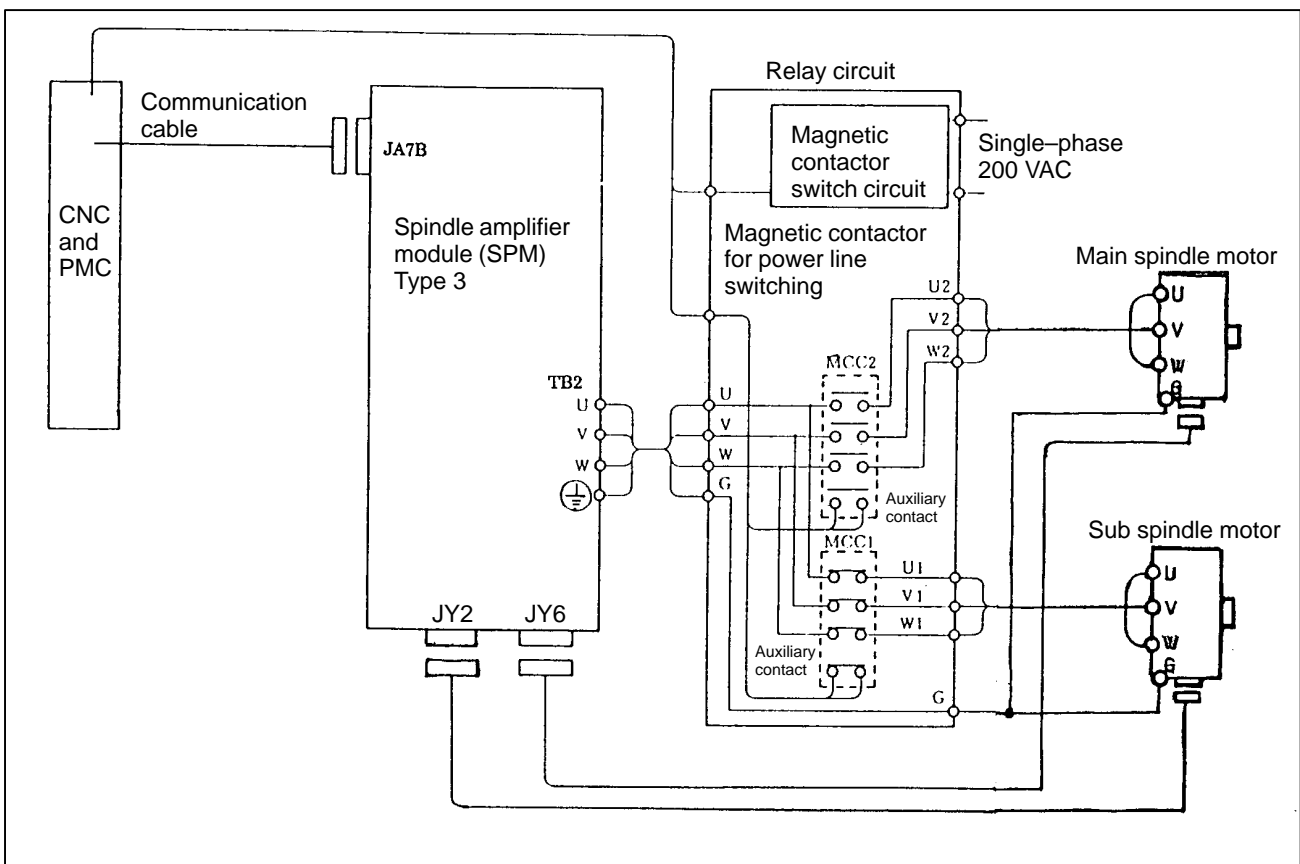 Relay circuit
Communication
cable
JA7B
Magnetic
contactor
switch circuit
Single–phase
200 VAC
CNC
and
PMC
Spindle amplifier
module (SPM)
Type 3
Magnetic contactor
for power line
switching
Main spindle motor
U2
V2
W2
U
V
W
G
MCC2
TB2
U
V
W
U
V
W
G
Auxiliary
contact
MCC1
Sub spindle motor
U1
V1
W1
U
V
W
G
Auxiliary
contact
G
JY2
JY6